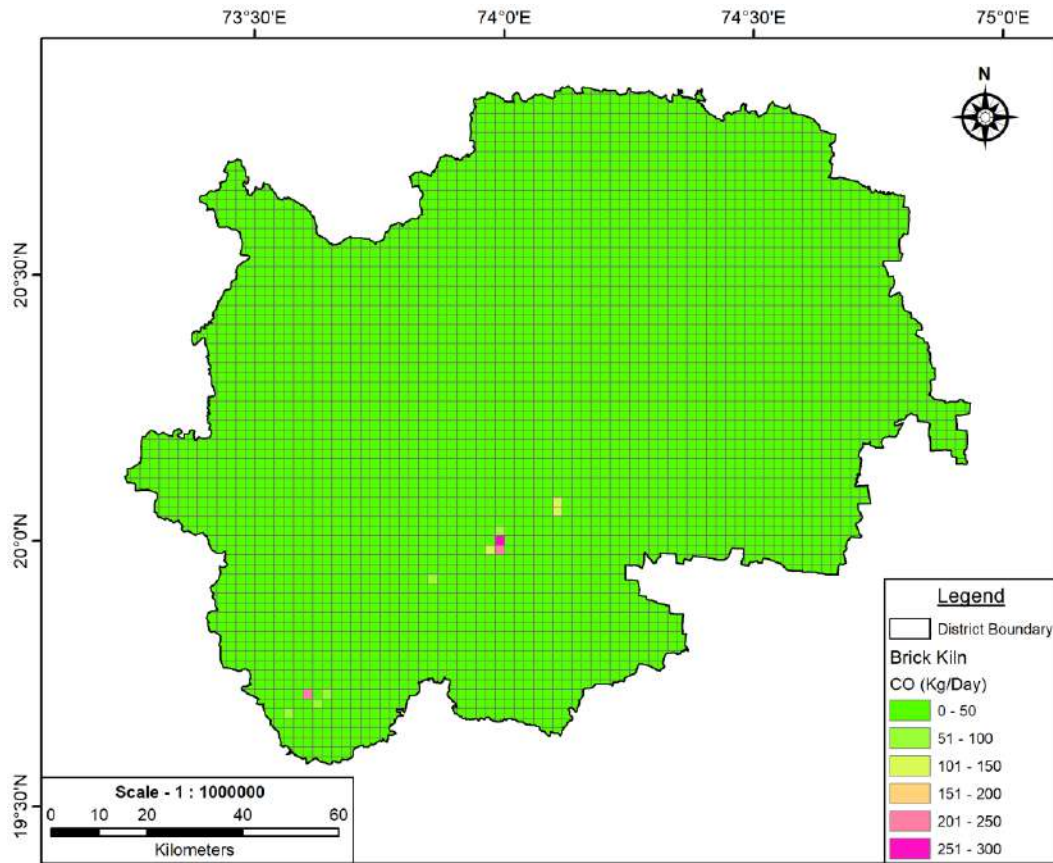 73°30'E 74°0'E 74°30'E 75°0'E
N
20°30'N
20°0'N
19°30'N
Legend
District Boundary
Brick Kiln
CO (Kg/Day)
0 - 50
51 - 100
101 - 150
151 - 200
201 - 250
251 - 300
Scale - 1 : 1000000
0 10 20 40 60
Kilometers